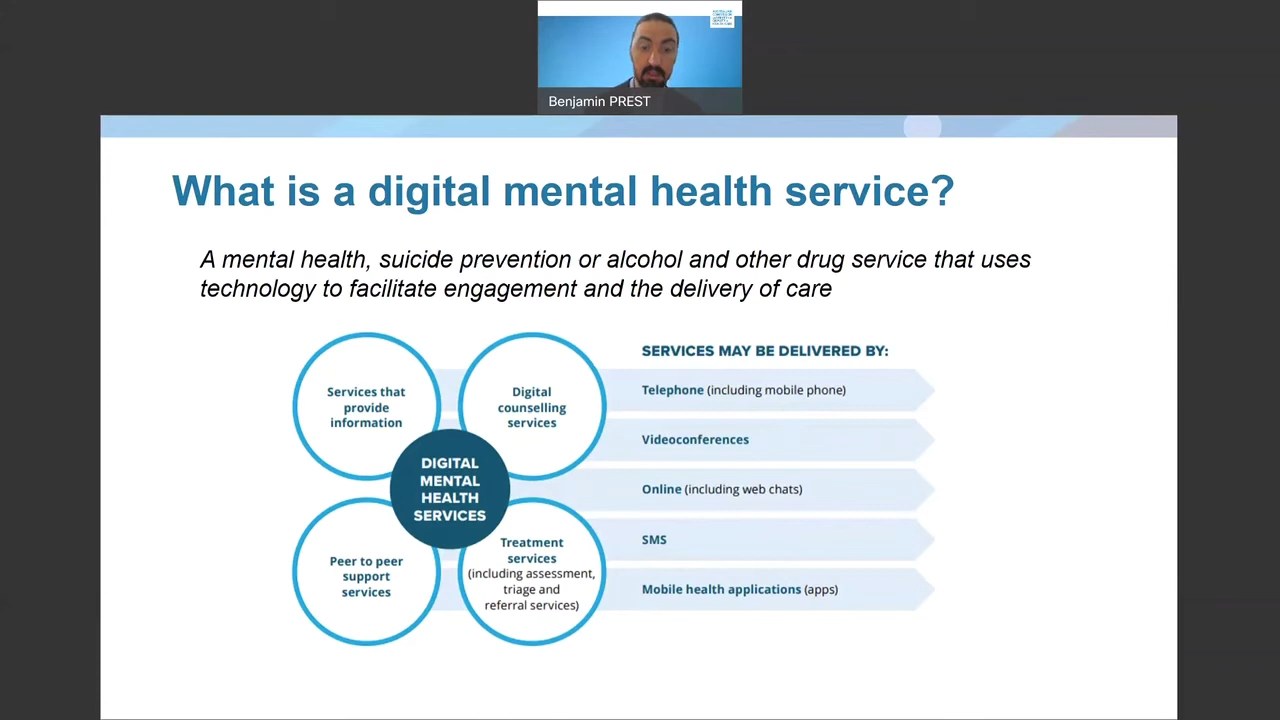 Benjamin PREST
What is a digital mental health service?
A mental health, suicide prevention or alcohol and other drug service that uses
technology to facilitate engagement and the delivery of care
Services that
provide
information
Digital
counselling
services
DIGITAL
MENTAL
HEALTH
SERVICES
Peer to peer
support
services
Treatment
services
(including assessment,
triage and
referral services)
SERVICES MAY BE DELIVERED BY:
Telephone (including mobile phone)
Videoconferences
Online (including web chats)
SMS
Mobile health applications (apps)